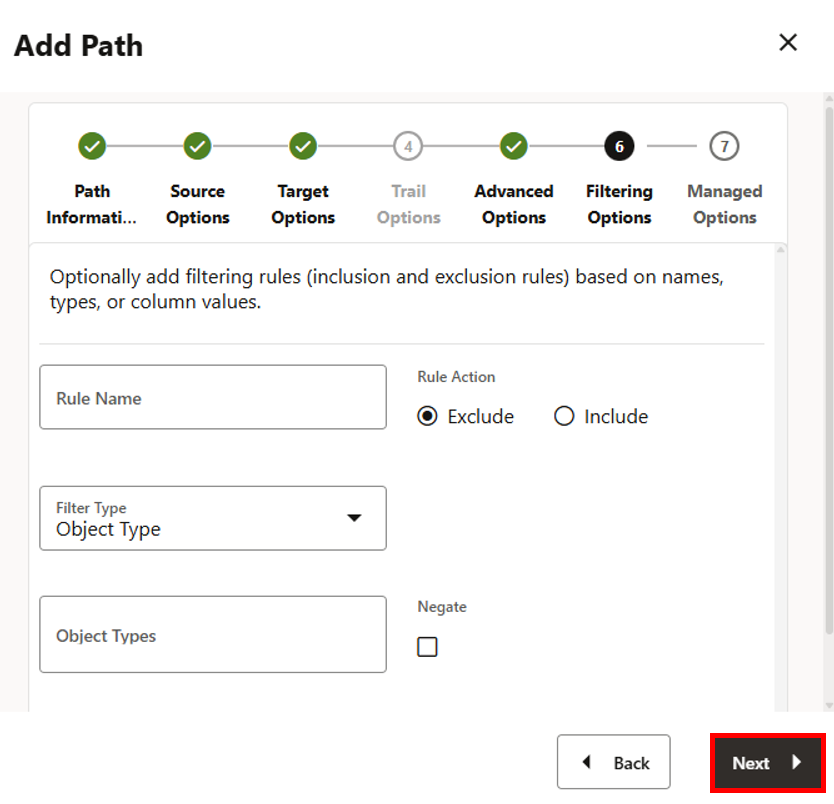 Add Path
4
6
7
Path
Informati...
Source
Options
Target
Options
Trail
Options
Advanced
Options
Filtering
Options
Managed
Options
Optionally add filtering rules (inclusion and exclusion rules) based on names,
types, or column values.
Rule Name
Rule Action
Exclude
Include
Filter Type
Object Type
Object Types
Negate
Back
Next